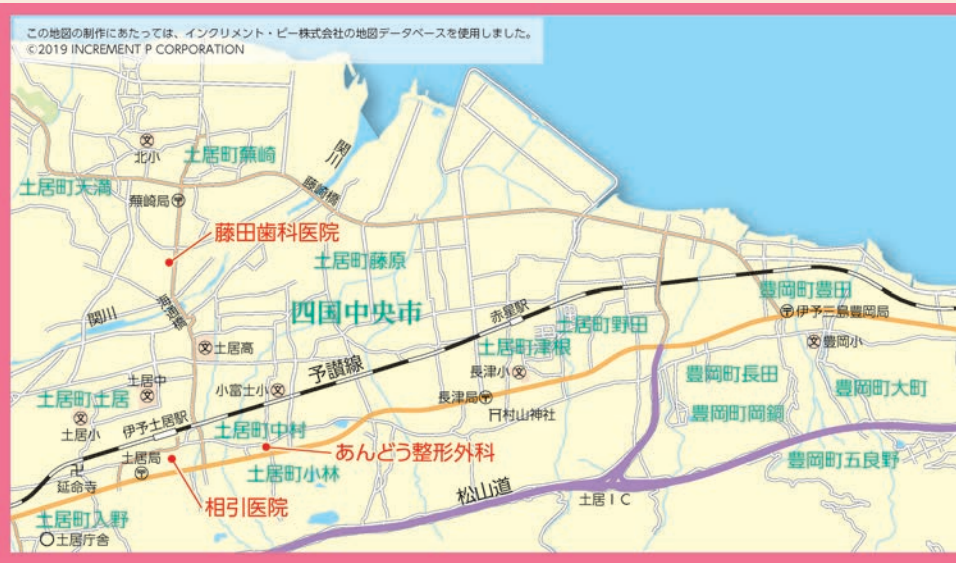 この地図の制作にあたっては、インクリメント・ピー株式会社の地図データベースを使用しました。
©2019 INCREMENT P CORPORATION
北小
土居町蕪崎
関川
土居町天満
蕪崎局
藤崎橋
藤田歯科医院
土居町藤原
関川
四国中央市
赤星駅
土居町野田
豊岡町豊田
伊予三島豊岡局
土居高
土居町津根
豊岡小
予讃線
長津小
豊岡町長田
土居中
小富士小
長津局
豊岡町大町
土居町土居
村山神社
豊岡町岡銅
土居小
伊予土居駅
土居町中村
あんどう整形外科
土居局
土居町小林
豊岡町五良野
延命寺
松山道
土居IC
相引医院
土居町入野
土居庁舎